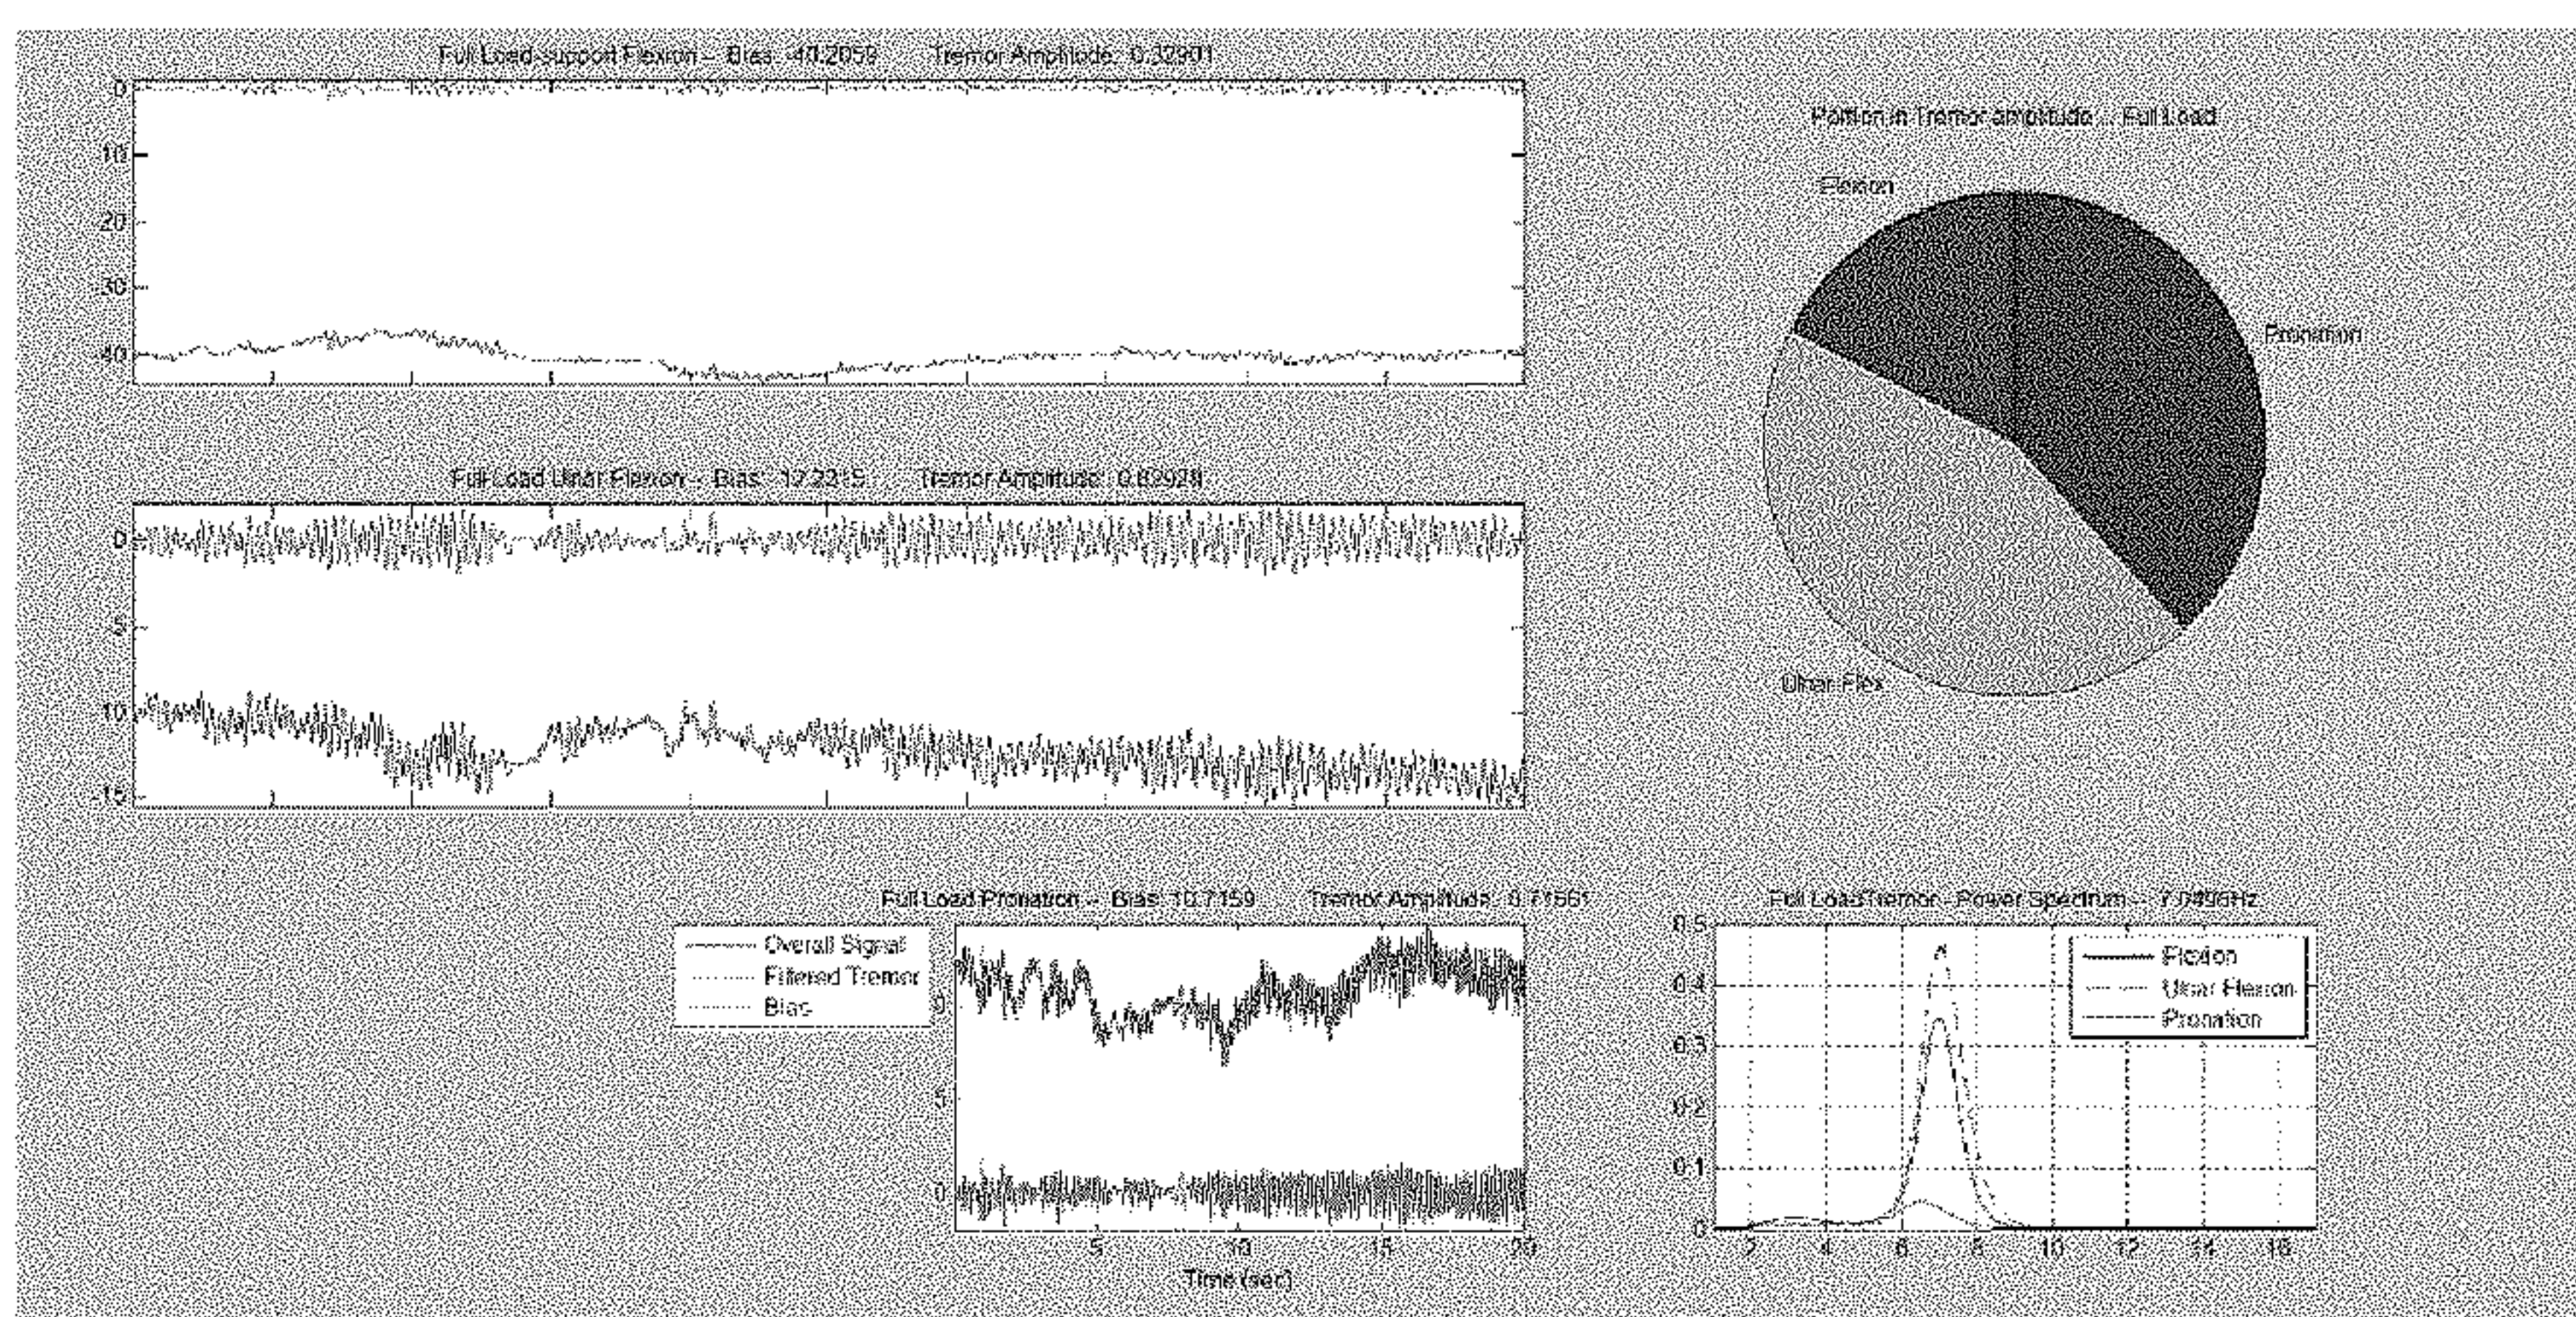 Full Load-support Flexion -- Bias: -40.2059 Tremor Amplitude: 0.32901
0
10
20
30
40
Portion in Tremor amplitude -- Full Load
Flexion
Pronation
Ulnar Flex
Full Load Ulnar Flexion -- Bias: 12.2215 Tremor Amplitude: 0.82928
0
5
10
-15
Full Load Pronation -- Bias: 10.7159 Tremor Amplitude: 0.71561
Overall Signal
Filtered Tremor
Bias
0
5
0
5 10 15 20
Time (sec)
Full Load Tremor - Power Spectrum -- 7.0496Hz
Flexion
Ulnar Flexion
Pronation
0.5
0.4
0.3
0.2
0.1
0
2 4 6 8 10 12 14 16